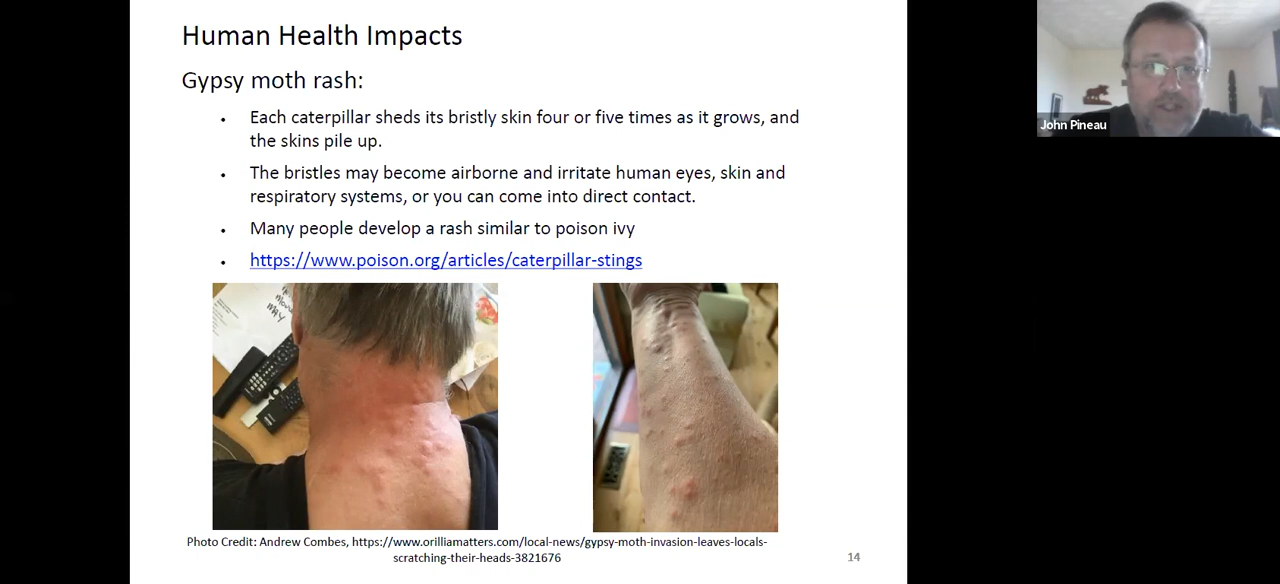 Human Health Impacts
Gypsy moth rash:
• Each caterpillar sheds its bristly skin four or five times as it grows, and
the skins pile up.
• The bristles may become airborne and irritate human eyes, skin and
respiratory systems, or you can come into direct contact.
• Many people develop a rash similar to poison ivy
• https://www.poison.org/articles/caterpillar-stings
MAY
Photo Credit: Andrew Combes, https://www.orilliamatters.com/local-news/gypsy-moth-invasion-leaves-locals-
scratching-their-heads-3821676
14
John Pineau